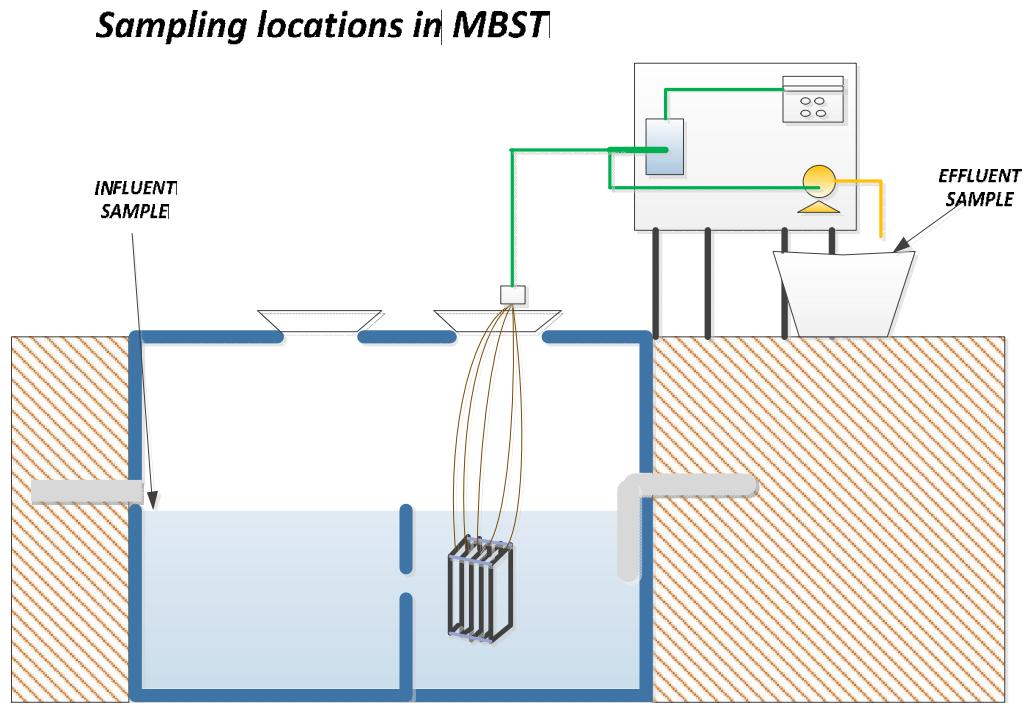 Sampling locations in MBST
INFLUENT
SAMPLE
EFFLUENT
SAMPLE